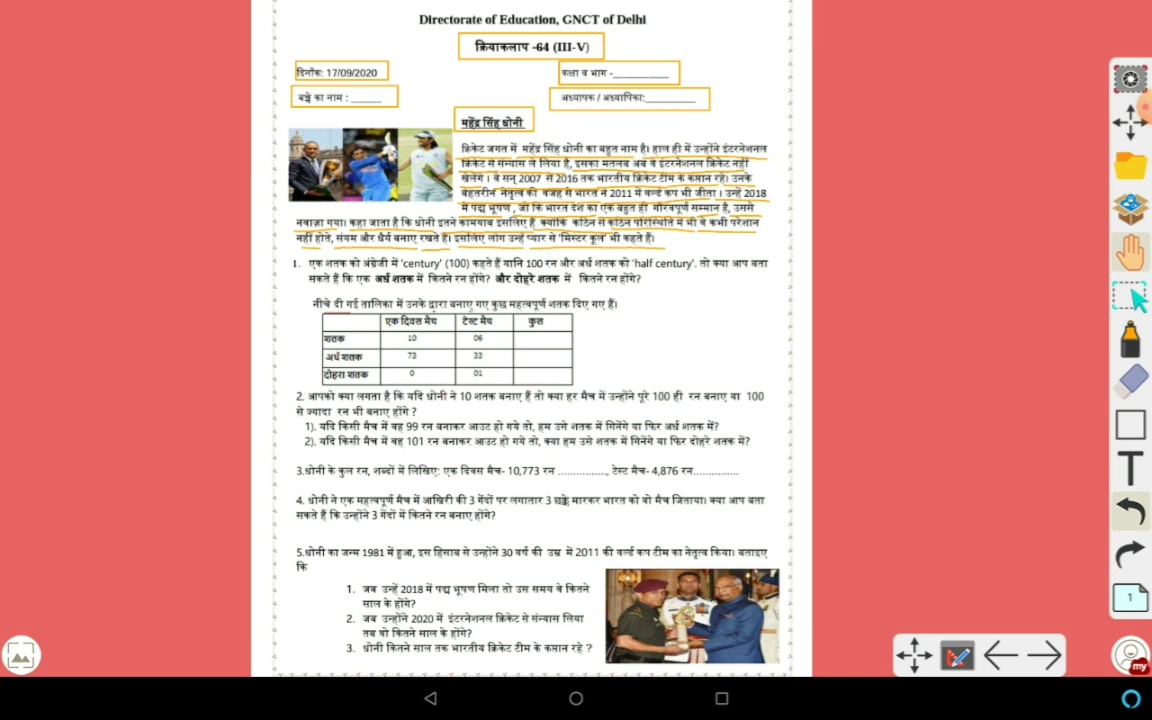 Directorate of Education, GNCT of Delhi
क्रियाकलाप -64 (III-V)
दिनाँक: 17/09/2020
कक्षा व भाग -__________
बच्चे का नाम : ______
अध्यापक / अध्यापिका:__________
महेंद्र सिंह धोनी
क्रिकेट जगत में महेंद्र सिंह धोनी का बहुत नाम है। हाल ही में उन्होंने इंटरनेशनल
क्रिकेट से संन्यास ले लिया है, इसका मतलब अब वे इंटरनेशनल क्रिकेट नहीं
खेलेंगे । वे सन् 2007 से 2016 तक भारतीय क्रिकेट टीम के कप्तान रहे। उनके
बेहतरीन नेतृत्व की वजह से भारत ने 2011 में वर्ल्ड कप भी जीता । उन्हें 2018
में पद्म भूषण , जो कि भारत देश का एक बहुत ही गौरवपूर्ण सम्मान है, उससे
नवाज़ा गया। कहा जाता है कि धोनी इतने कामयाब इसलिए हैं क्योंकि कठिन से कठिन परिस्थिति में भी वे कभी परेशान
नहीं होते, संयम और धैर्य बनाए रखते हैं। इसलिए लोग उन्हें प्यार से 'मिस्टर कूल' भी कहते हैं।
1. एक शतक को अंग्रेजी में 'century' (100) कहते हैं यानि 100 रन और अर्ध शतक को 'half century'. तो क्या आप बता
सकते हैं कि एक अर्ध शतक में कितने रन होंगे? और दोहरे शतक में कितने रन होंगे?
नीचे दी गई तालिका में उनके द्वारा बनाए गए कुछ महत्वपूर्ण शतक दिए गए हैं।
एक दिवस मैच टेस्ट मैच कुल
शतक 10 06
अर्ध शतक 73 33
दोहरा शतक 0 01
2. आपको क्या लगता है कि यदि धोनी ने 10 शतक बनाए हैं तो क्या हर मैच में उन्होंने पूरे 100 ही रन बनाए या 100
से ज्यादा रन भी बनाए होंगे ?
1). यदि किसी मैच में वह 99 रन बनाकर आउट हो गये तो, हम उसे शतक में गिनेंगे या फिर अर्ध शतक में?
2). यदि किसी मैच में वह 101 रन बनाकर आउट हो गये तो, क्या हम उसे शतक में गिनेंगे या फिर दोहरे शतक में?
3.धोनी के कुल रन, शब्दों में लिखिए: एक दिवस मैच- 10,773 रन ................, टेस्ट मैच- 4,876 रन...............
4. धोनी ने एक महत्वपूर्ण मैच में आखिरी की 3 गेंदों पर लगातार 3 छक्के मारकर भारत को वो मैच जिताया। क्या आप बता
सकते हैं कि उन्होंने 3 गेंदों में कितने रन बनाए होंगे?
5.धोनी का जन्म 1981 में हुआ, इस हिसाब से उन्होंने 30 वर्ष की उम्र में 2011 की वर्ल्ड कप टीम का नेतृत्व किया। बताइए
कि
1. जब उन्हें 2018 में पद्म भूषण मिला तो उस समय वे कितने
साल के होंगे?
2. जब उन्होंने 2020 में इंटरनेशनल क्रिकेट से संन्यास लिया
तब वो कितने साल के होंगे?
3. धोनी कितने साल तक भारतीय क्रिकेट टीम के कप्तान रहे ?
T
1
my